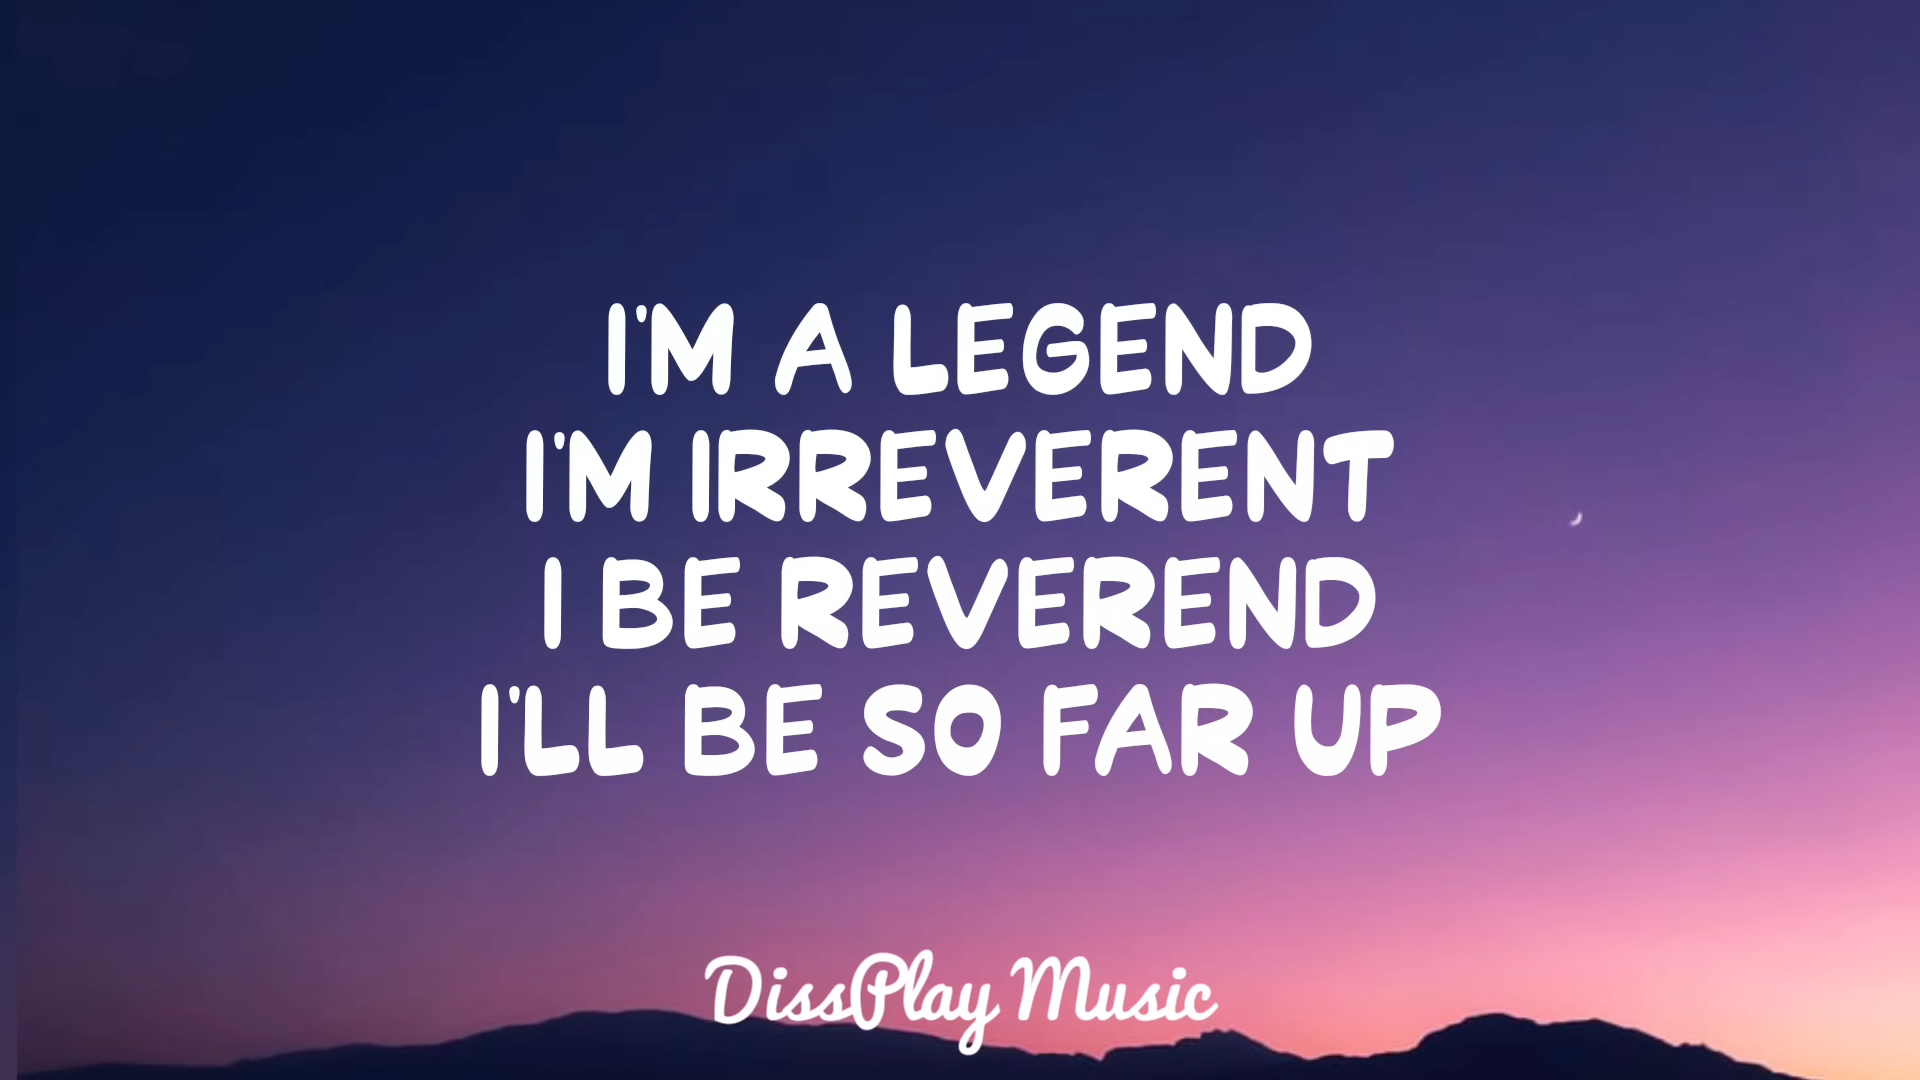 I'M A LEGEND
I'M IRREVERENT
I BE REVEREND
I'LL BE SO FAR UP
DissPlay Music